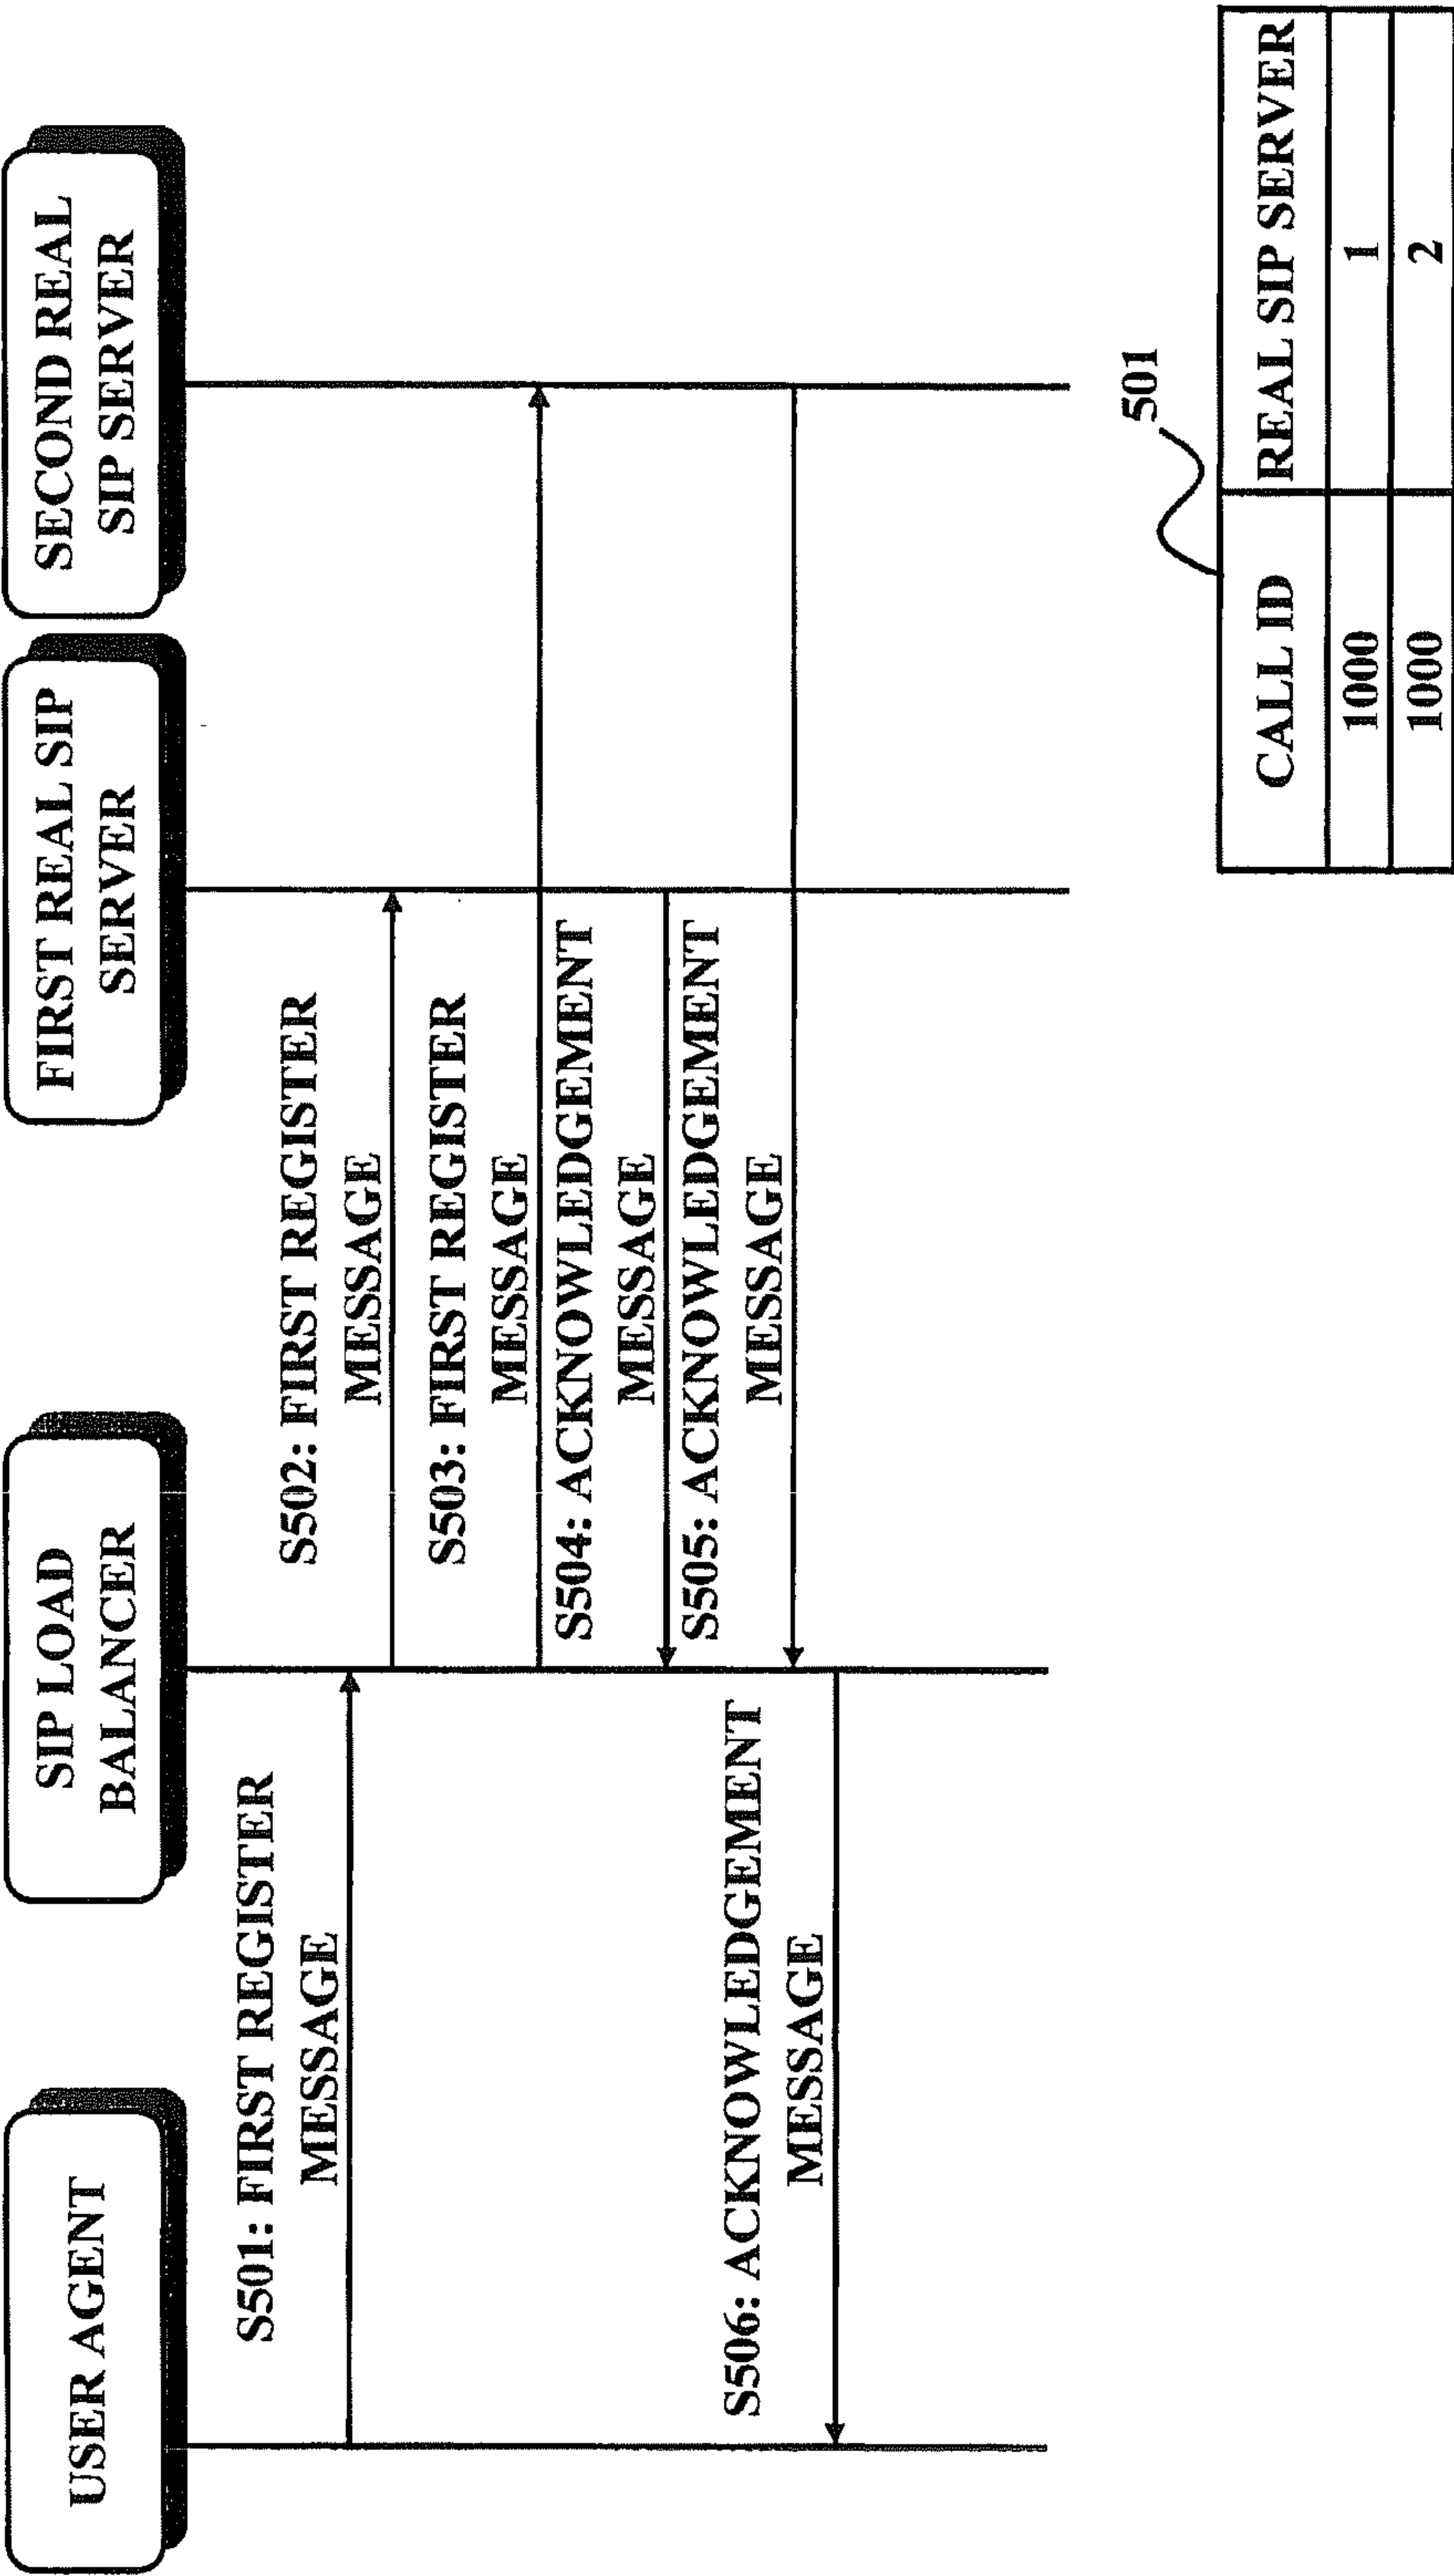 USER AGENT
SIP LOAD
BALANCER
FIRST REAL SIP
SERVER
SECOND REAL
SIP SERVER
S501: FIRST REGISTER
MESSAGE
S502: FIRST REGISTER
MESSAGE
S503: FIRST REGISTER
MESSAGE
S504: ACKNOWLEDGEMENT
MESSAGE
S505: ACKNOWLEDGEMENT
MESSAGE
S506: ACKNOWLEDGEMENT
MESSAGE
501
CALL ID REAL SIP SERVER
1000 1
1000 2